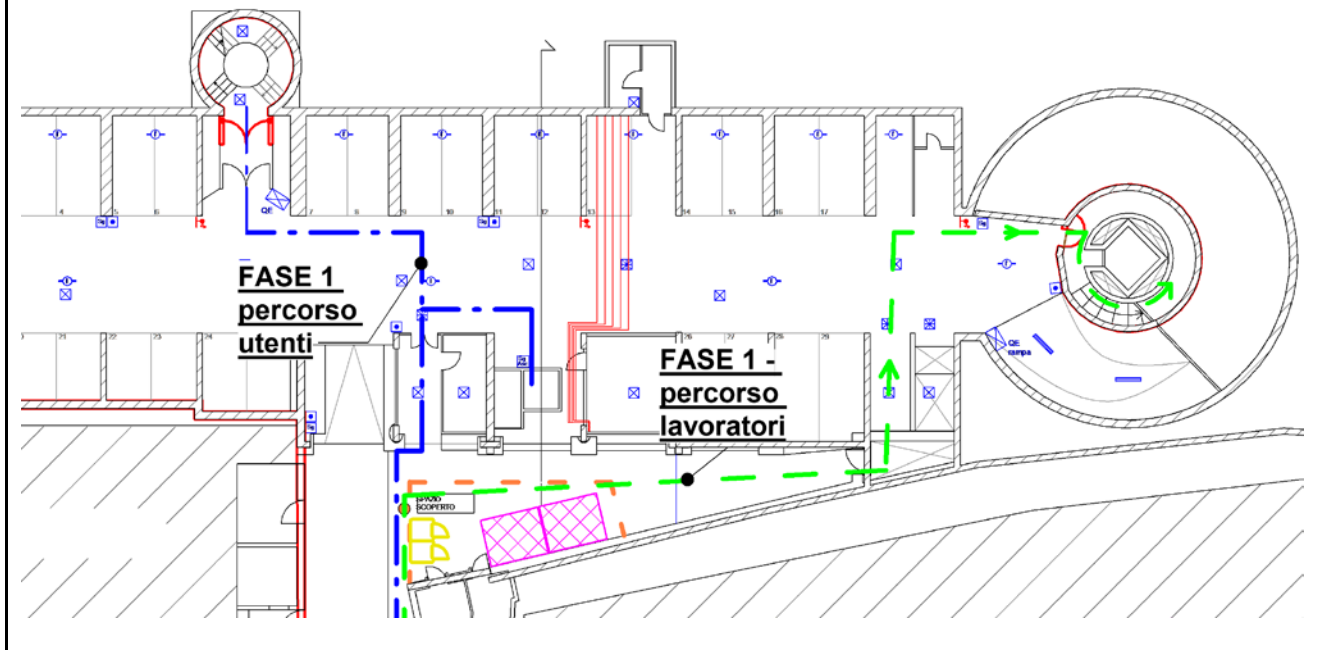 4
5
6
7
8
9
10
11
12
13
14
15
16
17
QE
FASE 1
percorso
utenti
21
22
23
24
26
27
28
29
QE
rampa
FASE 1 -
percorso
lavoratori
SPAZIO
SCOPERTO